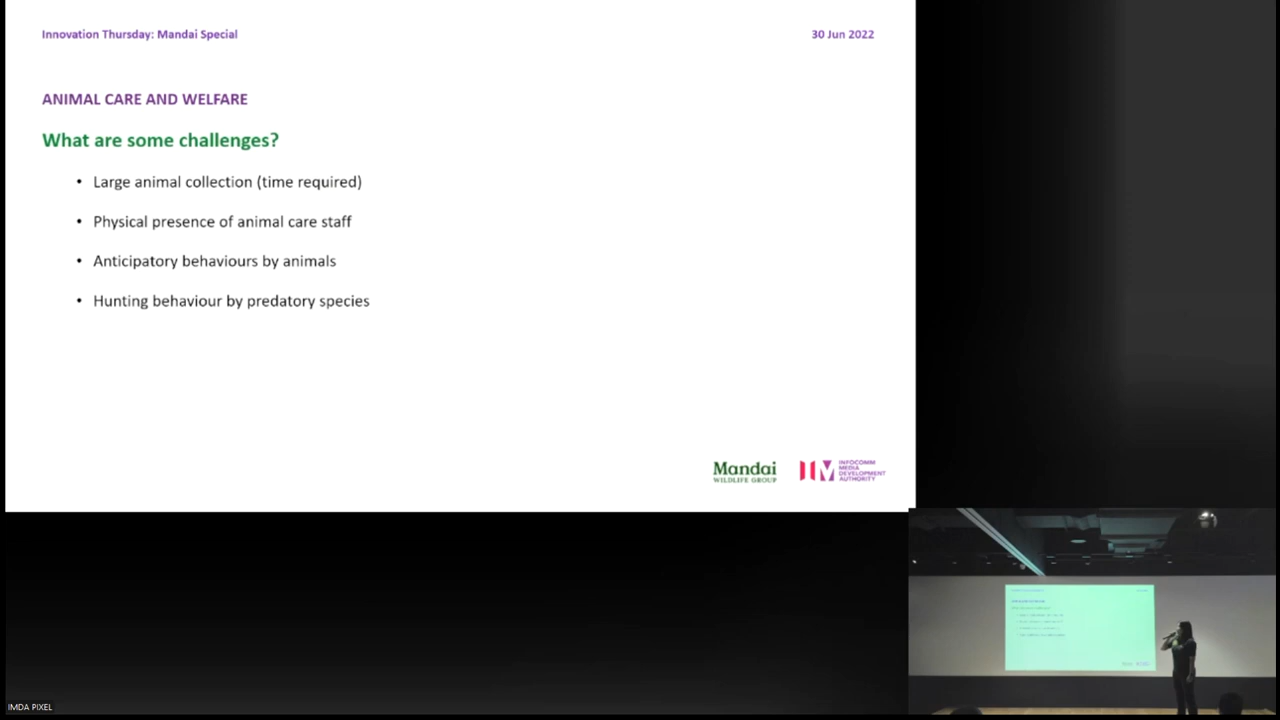 Innovation Thursday: Mandai Special
30 Jun 2022
ANIMAL CARE AND WELFARE
What are some challenges?
• Large animal collection (time required)
• Physical presence of animal care staff
• Anticipatory behaviours by animals
• Hunting behaviour by predatory species
Mandai
WILDLIFE GROUP
INFOCOMM
MEDIA
DEVELOPMENT
AUTHORITY
IMDA PIXEL